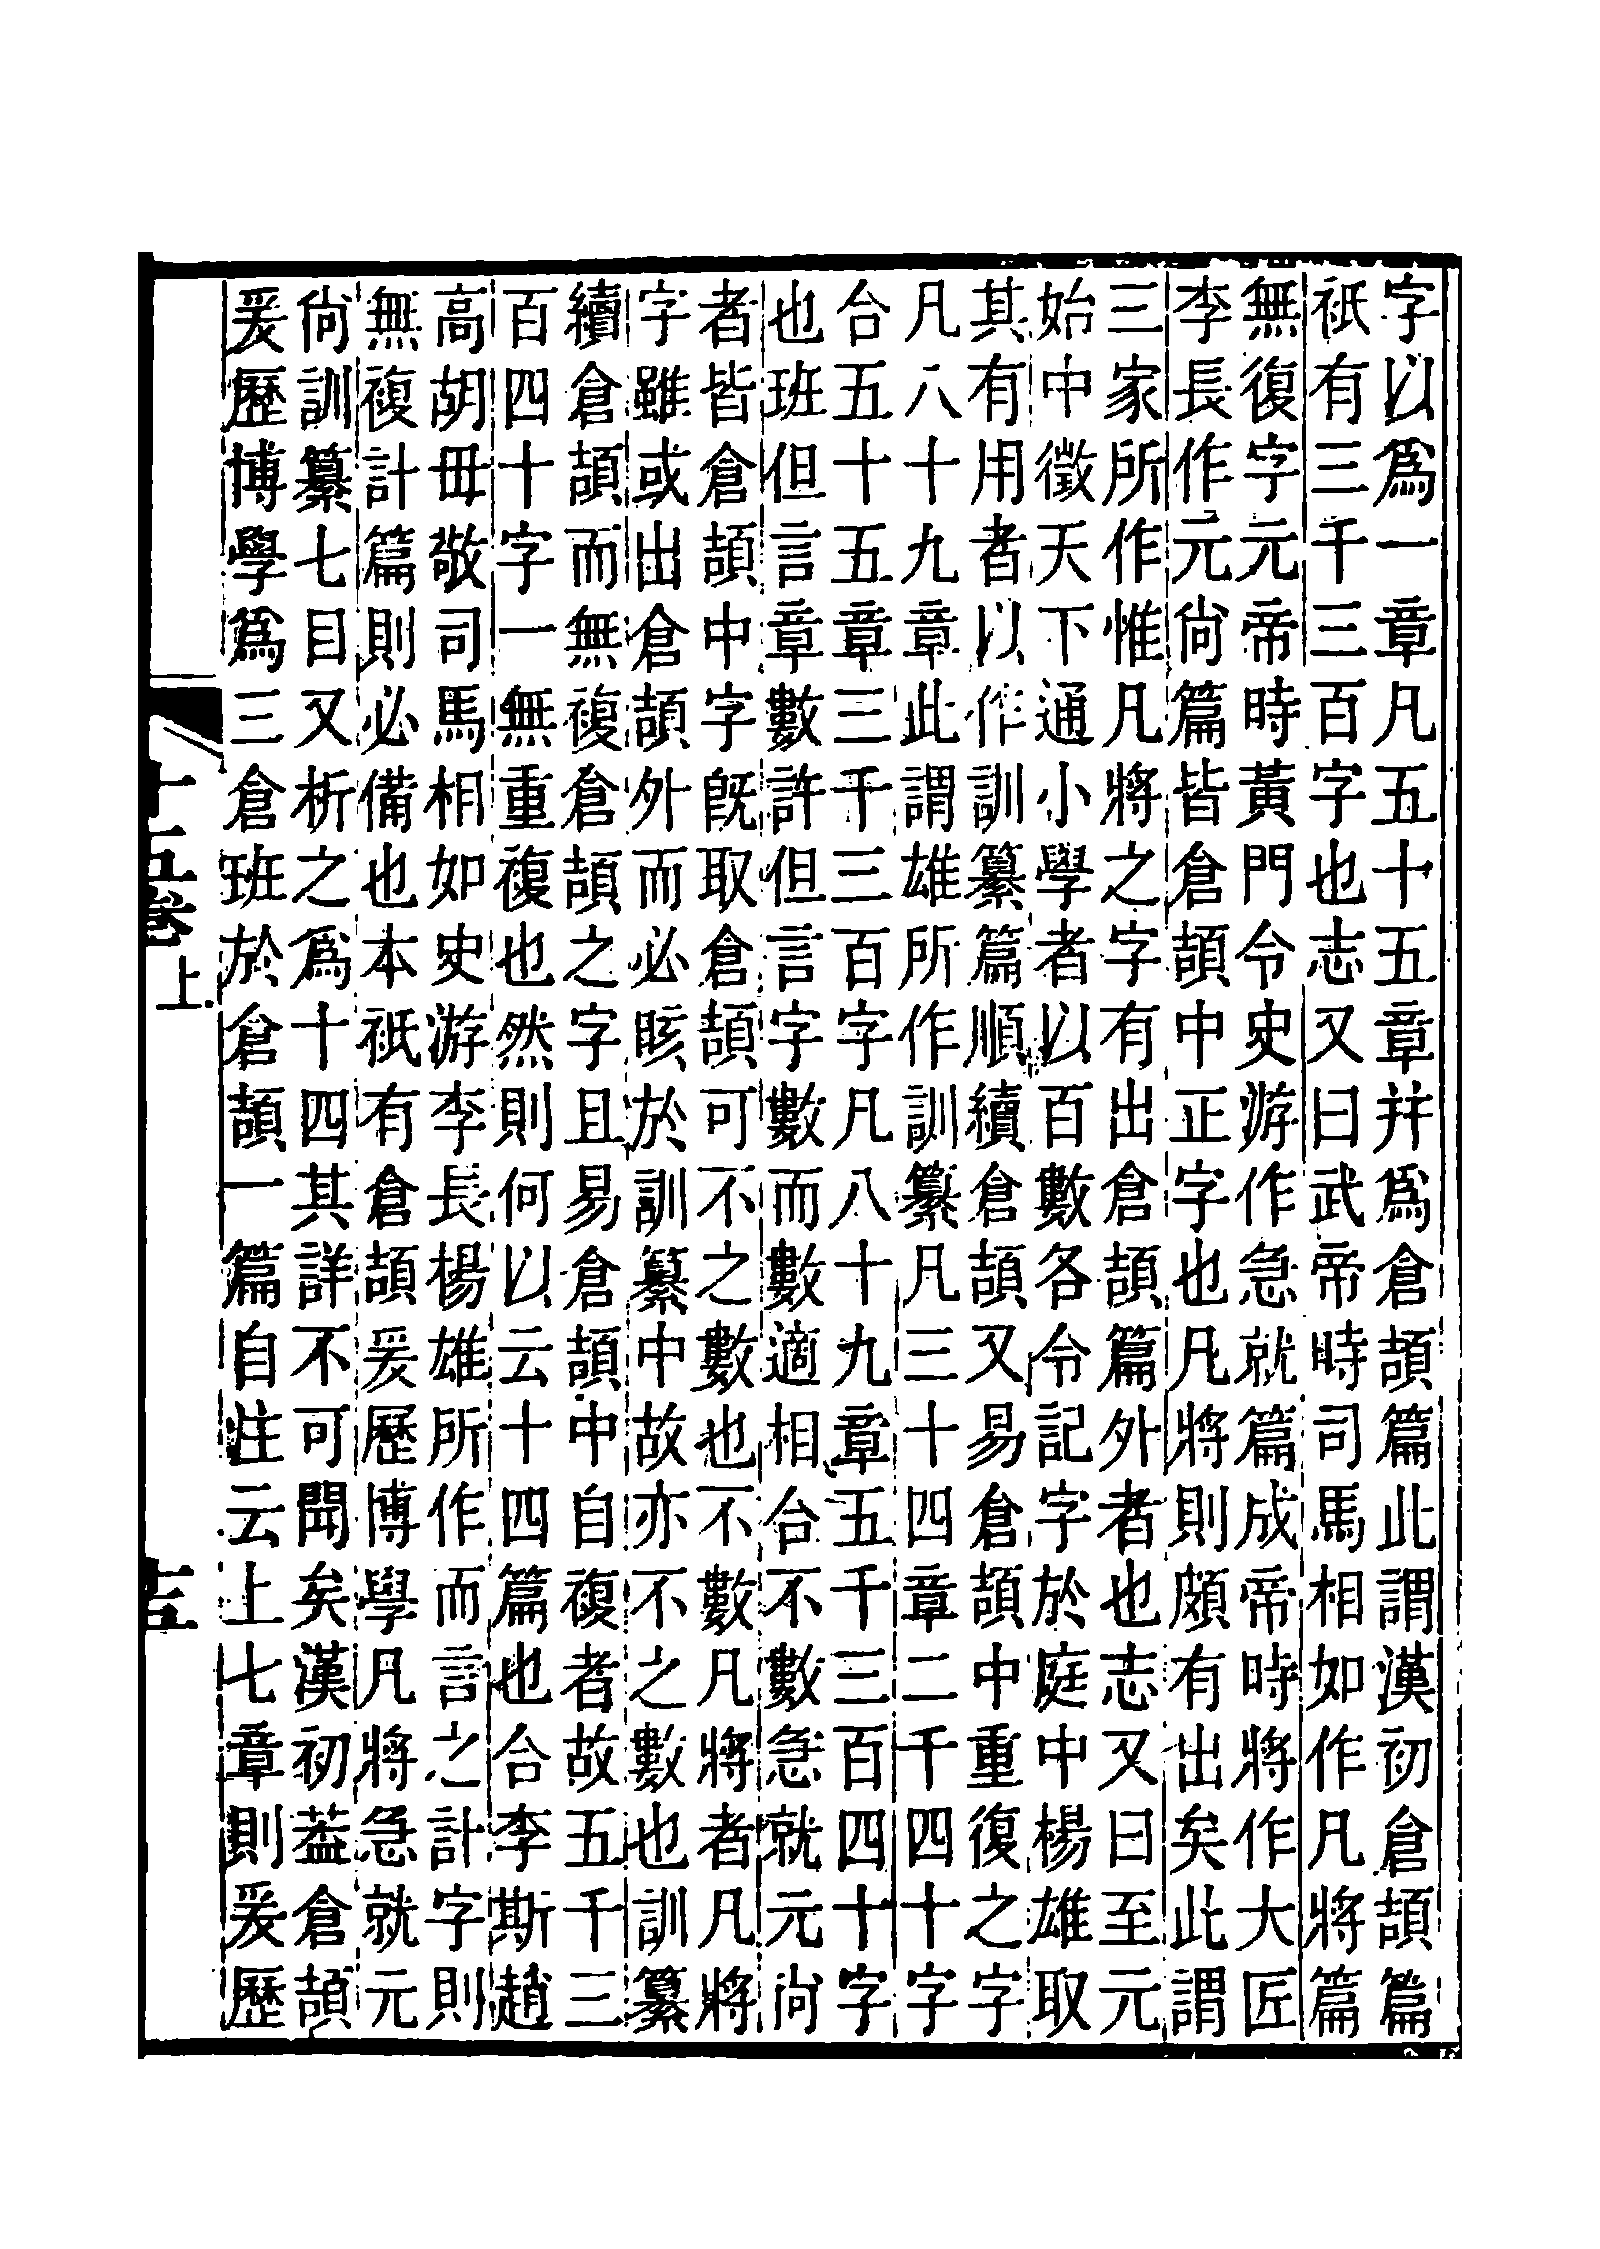 字以爲一章凡五十五章幷爲倉頡篇此謂漢初倉頡篇
祇有三千三百字也志又曰武帝時司馬相如作凡將篇
無復字元帝時黃門令史游作急就篇成帝時將作大匠
李長作元尙篇皆倉頡中正字也凡將則頗有出矣此謂
三家所作惟凡將之字有出倉頡篇外者也志又曰至元
始中徵天下通小學者以百數各令記字於庭中楊雄取
其有用者以作訓纂篇順續倉頡又易倉頡中重復之字
凡八十九章此謂雄所作訓纂凡三十四章二千四十字
合五十五章三千三百字凡八十九章五千三百四十字
也班但言章數許但言字數而數適相合不數急就元尙
者皆倉頡中字旣取倉頡可不之數也不數凡將者凡將
字雖或出倉頡外而必晐於訓纂中故亦不之數也訓纂
續倉頡而無複倉頡之字且易倉頡中自複者故五千三
百四十字一無重複也然則何以云十四篇也合李斯趙
高胡毋敬司馬相如史游李長楊雄所作而言之計字則
無複計篇則必備也本祇有倉頡爰歷博學凡將急就元
尙訓纂七目又析之爲十四其詳不可聞矣漢初葢倉頡
爰歷博學爲三倉班於倉頡一篇自注云上七章則爰歷
十五卷上
十五